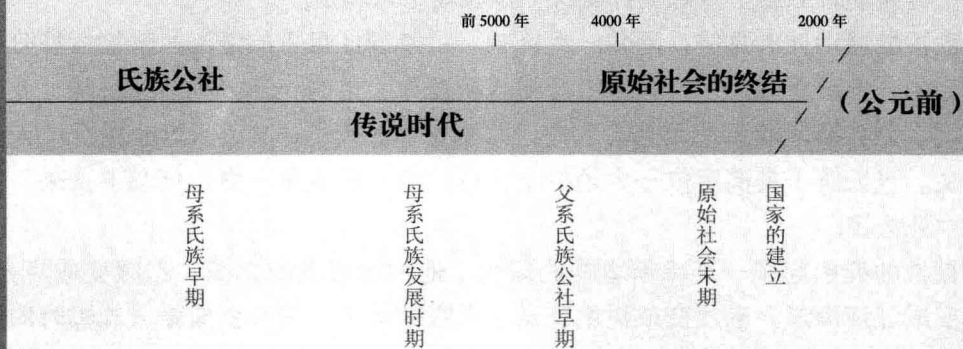 前 5000 年 4000 年 2000 年
氏族公社 原始社会的终结
（公元前）
传说时代
母系氏族早期
母系氏族发展时期
父系氏族公社早期
原始社会末期
国家的建立